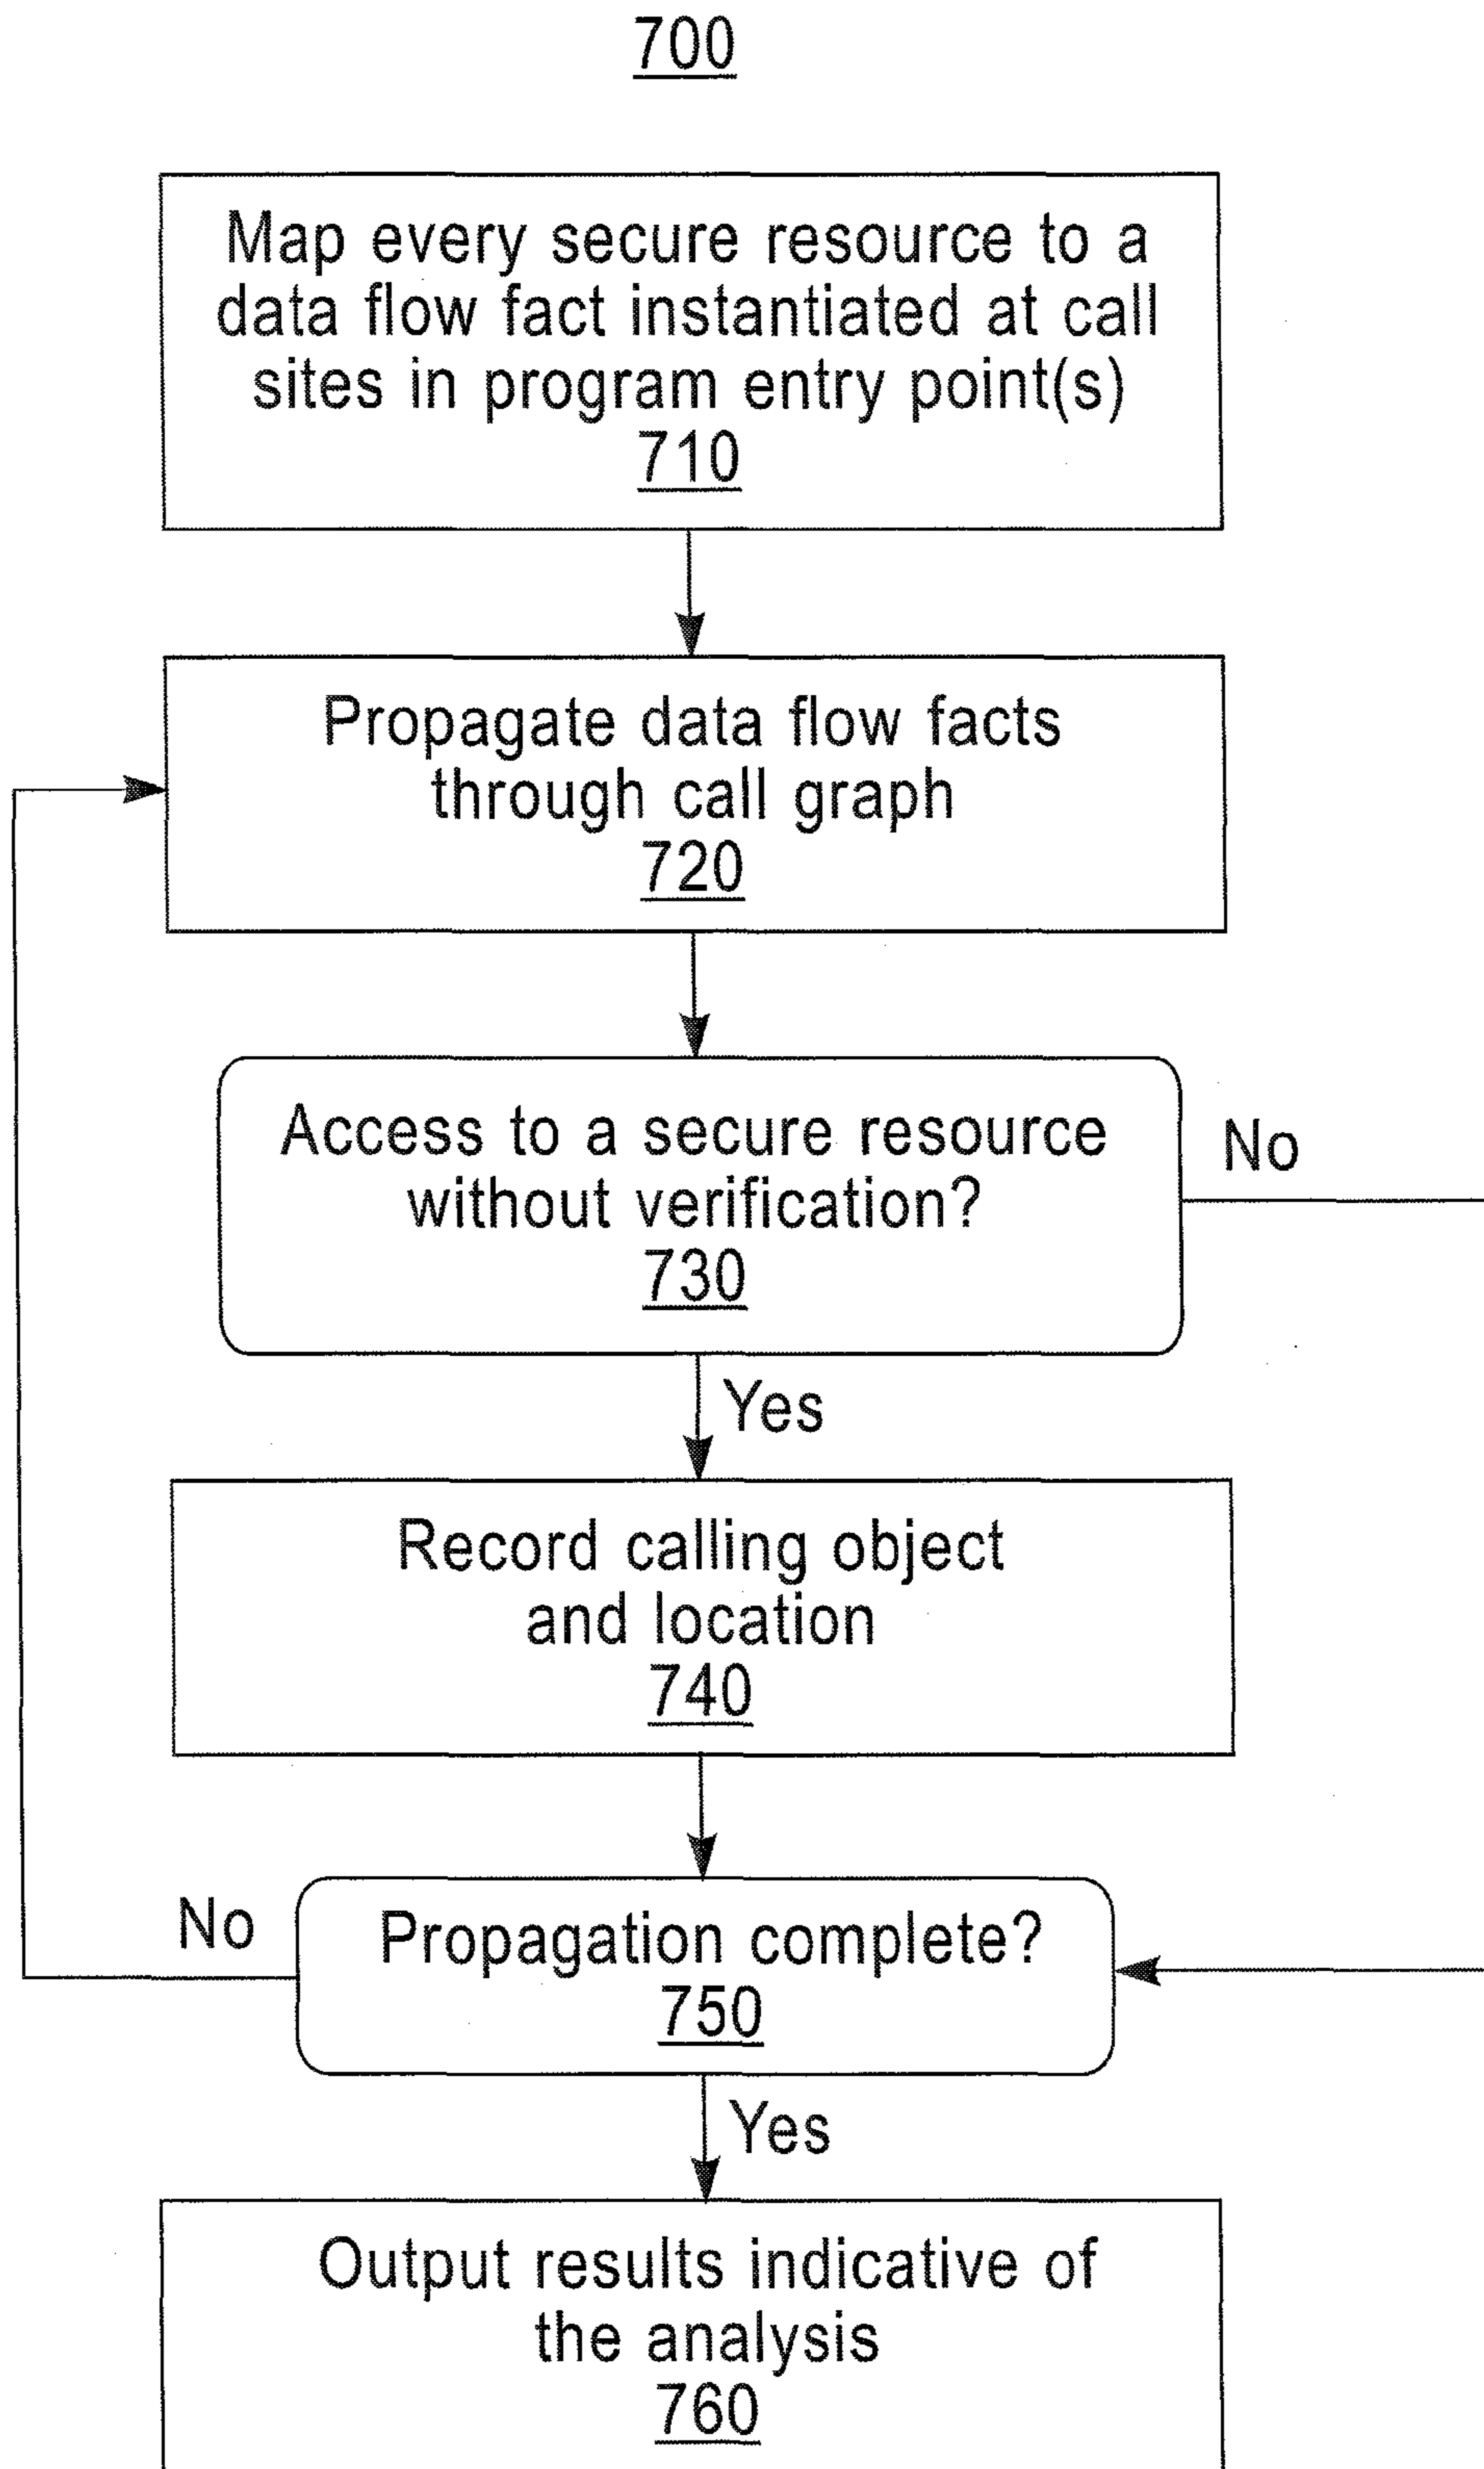 700
Map every secure resource to a
data flow fact instantiated at call
sites in program entry point(s)
710
Propagate data flow facts
through call graph
720
Access to a secure resource
without verification?
730
No
Yes
Record calling object
and location
740
No
Propagation complete?
750
Yes
Output results indicative of
the analysis
760